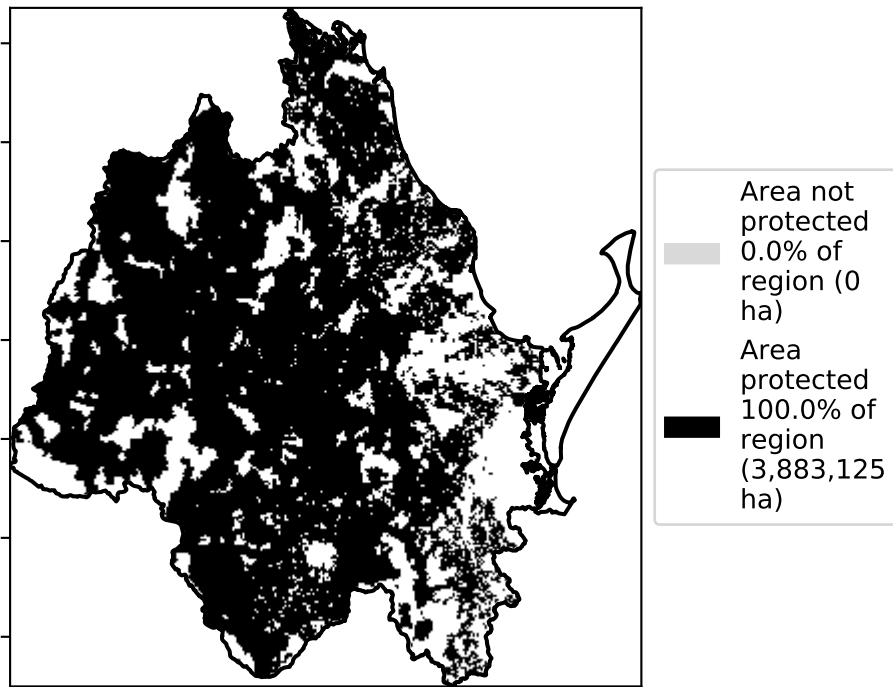 Area not
protected
0.0% of
region (0
ha)
Area
protected
100.0% of
region
(3,883,125
ha)